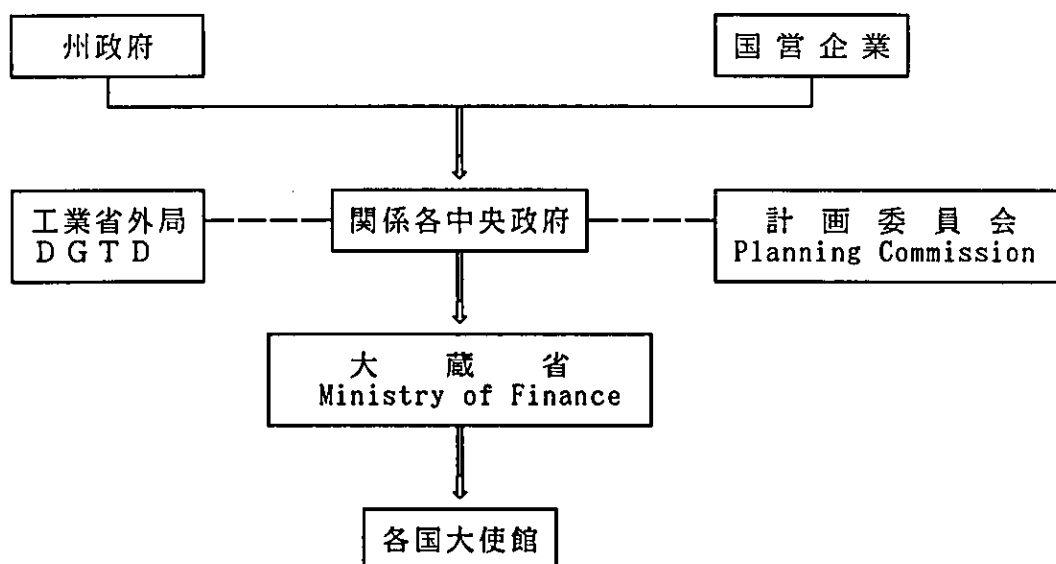 州政府
国営企業
工業省外局
DGTD
関係各中央政府
計画委員会
Planning Commission
大蔵省
Ministry of Finance
各国大使館